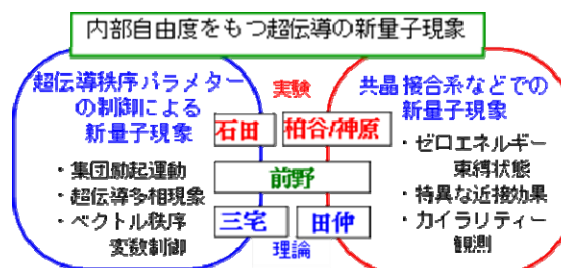 内部自由度をもつ超伝導の新量子現象
超伝導秩序パラメター
の制御による
新量子現象
・集団励起運動
・超伝導多相現象
・ベクトル秩序
変数制御
実験
石田
柏谷/神原
前野
三宅
田仲
理論
共晶接合系などでの
新量子現象
・ゼロエネルギー
束縛状態
・特異な近接効果
・カイラリティー
観測